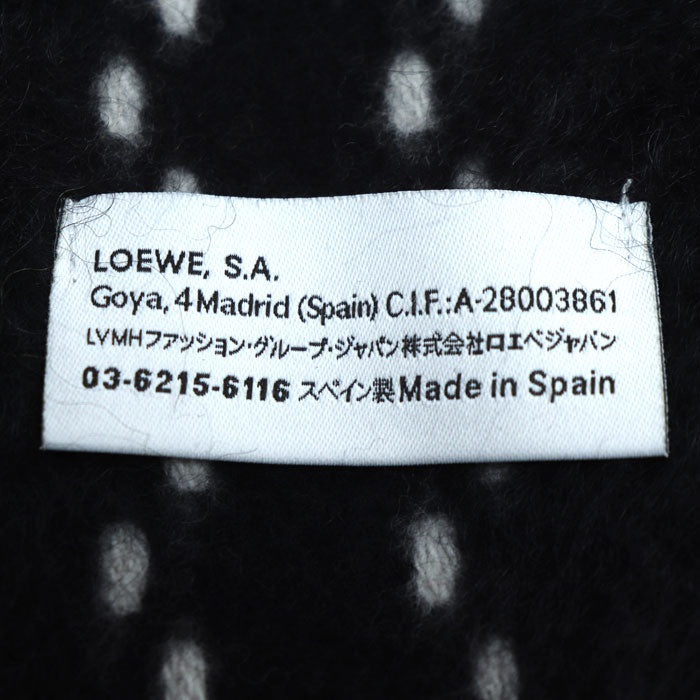 LOEWE, S.A.
Goya, 4 Madrid (Spain) C.I.F.:A-28003861
LVMHファッション・グループ・ジャパン株式会社ロエベジャパン
03-6215-6116 スペイン製 Made in Spain